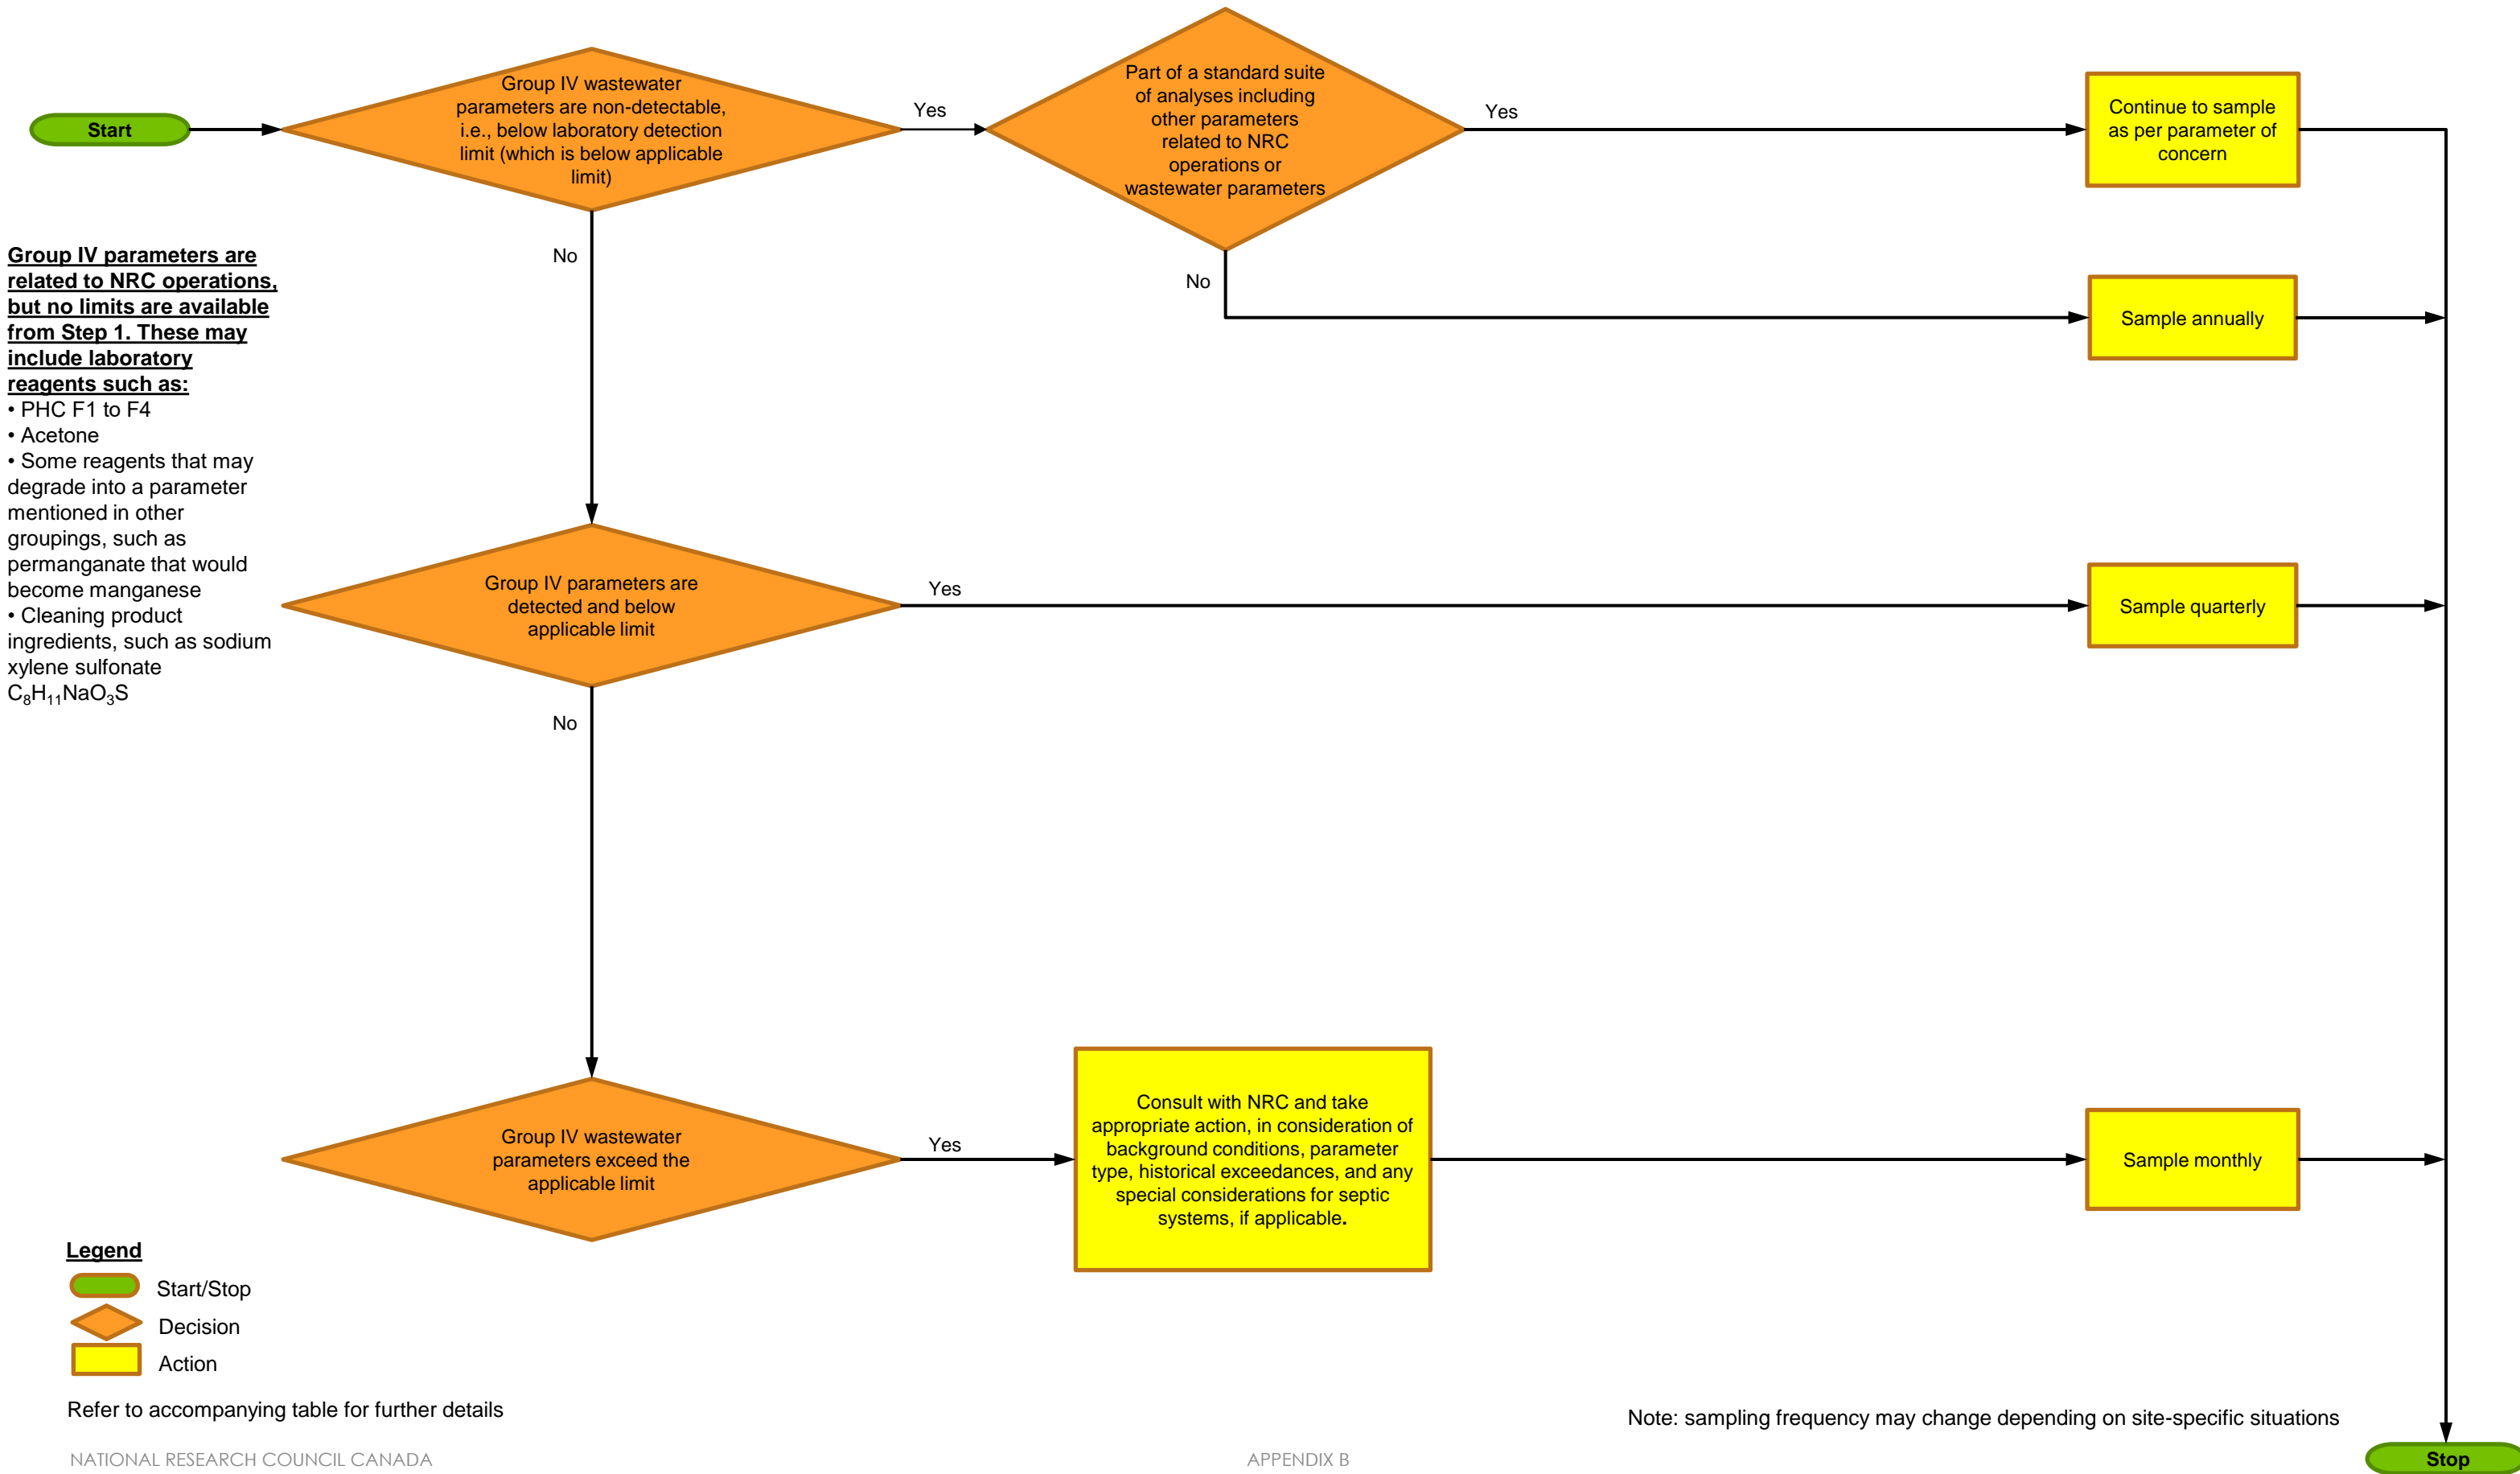 Start
Group IV wastewater
parameters are non-detectable,
i.e., below laboratory detection
limit (which is below applicable
limit)
Yes
Part of a standard suite
of analyses including
other parameters
related to NRC
operations or
wastewater parameters
Yes
Continue to sample
as per parameter of
concern
No
No
Sample annually
Group IV parameters are
related to NRC operations,
but no limits are available
from Step 1. These may
include laboratory
reagents such as:
• PHC F1 to F4
• Acetone
• Some reagents that may
degrade into a parameter
mentioned in other
groupings, such as
permanganate that would
become manganese
• Cleaning product
ingredients, such as sodium
xylene sulfonate
C₈H₁₁NaO₃S
Group IV parameters are
detected and below
applicable limit
Yes
Sample quarterly
No
Group IV wastewater
parameters exceed the
applicable limit
Yes
Consult with NRC and take
appropriate action, in consideration of
background conditions, parameter
type, historical exceedances, and any
special considerations for septic
systems, if applicable.
Sample monthly
Legend
Start/Stop
Decision
Action
Refer to accompanying table for further details
Note: sampling frequency may change depending on site-specific situations
Stop
NATIONAL RESEARCH COUNCIL CANADA
APPENDIX B